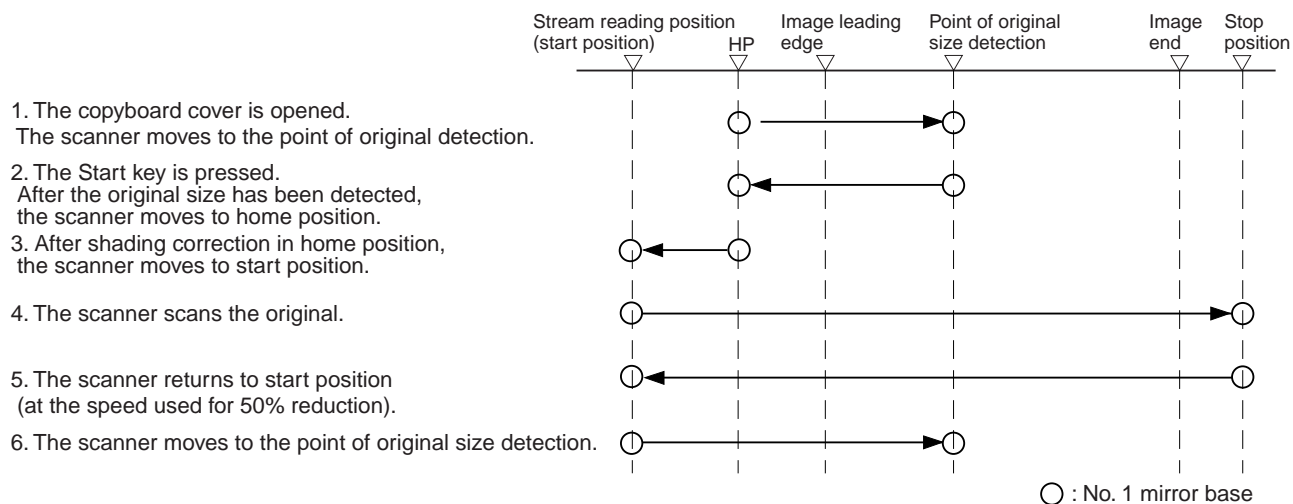 Stream reading position
(start position)
HP
Image leading
edge
Point of original
size detection
Image
end
Stop
position
1. The copyboard cover is opened.
The scanner moves to the point of original detection.
2. The Start key is pressed.
After the original size has been detected,
the scanner moves to home position.
3. After shading correction in home position,
the scanner moves to start position.
4. The scanner scans the original.
5. The scanner returns to start position
(at the speed used for 50% reduction).
6. The scanner moves to the point of original size detection.
: No. 1 mirror base